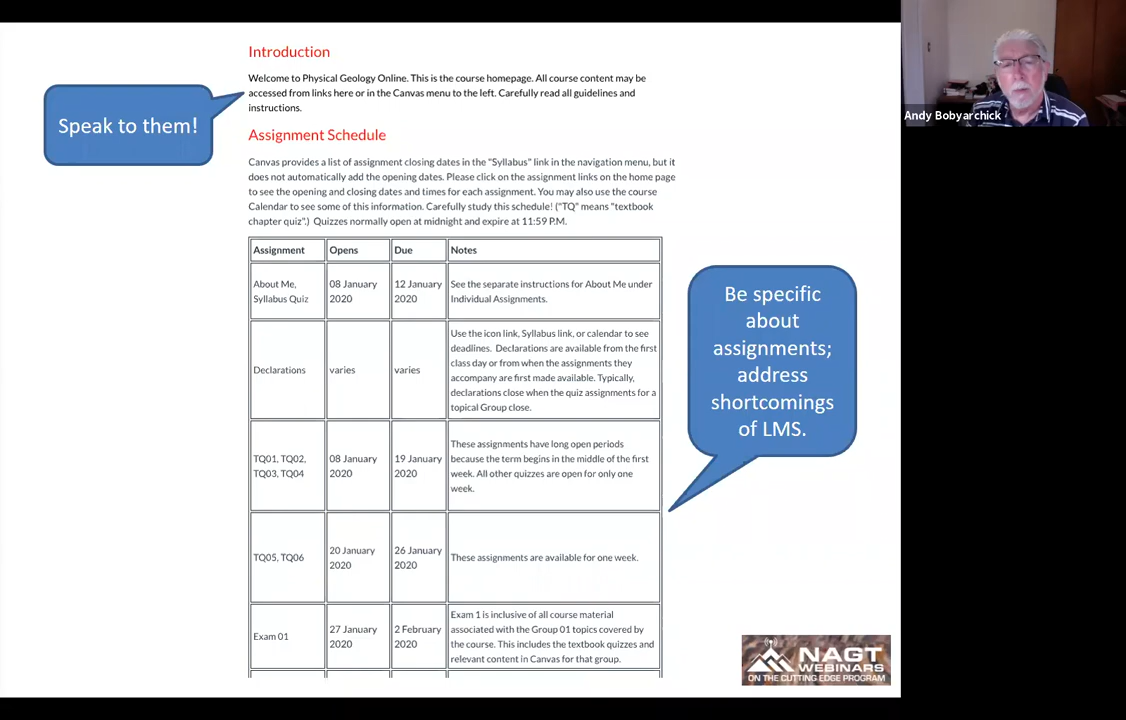 Introduction
Welcome to Physical Geology Online. This is the course homepage. All course content may be
accessed from links here or in the Canvas menu to the left. Carefully read all guidelines and
instructions.
Speak to them!
Assignment Schedule
Canvas provides a list of assignment closing dates in the "Syllabus" link in the navigation menu, but it
does not automatically add the opening dates. Please click on the assignment links on the home page
to see the opening and closing dates and times for each assignment. You may also use the course
Calendar to see some of this information. Carefully study this schedule! ("TQ" means "textbook
chapter quiz".) Quizzes normally open at midnight and expire at 11:59 P.M.
Assignment Opens Due Notes
About Me,
Syllabus Quiz
08 January
2020
12 January
2020
See the separate instructions for About Me under
Individual Assignments.
Declarations
varies
varies
Use the icon link, Syllabus link, or calendar to see
deadlines. Declarations are available from the first
class day or from when the assignments they
accompany are first made available. Typically,
declarations close when the quiz assignments for a
topical Group close.
TQ01, TQ02,
TQ03, TQ04
08 January
2020
19 January
2020
These assignments have long open periods
because the term begins in the middle of the first
week. All other quizzes are open for only one
week.
TQ05, TQ06
20 January
2020
26 January
2020
These assignments are available for one week.
Exam 01
27 January
2020
2 February
2020
Exam 1 is inclusive of all course material
associated with the Group 01 topics covered by
the course. This includes the textbook quizzes and
relevant content in Canvas for that group.
Be specific
about
assignments;
address
shortcomings
of LMS.
Andy Bobyarchick
NAGT
WEBINARS
ON THE CUTTING EDGE PROGRAM